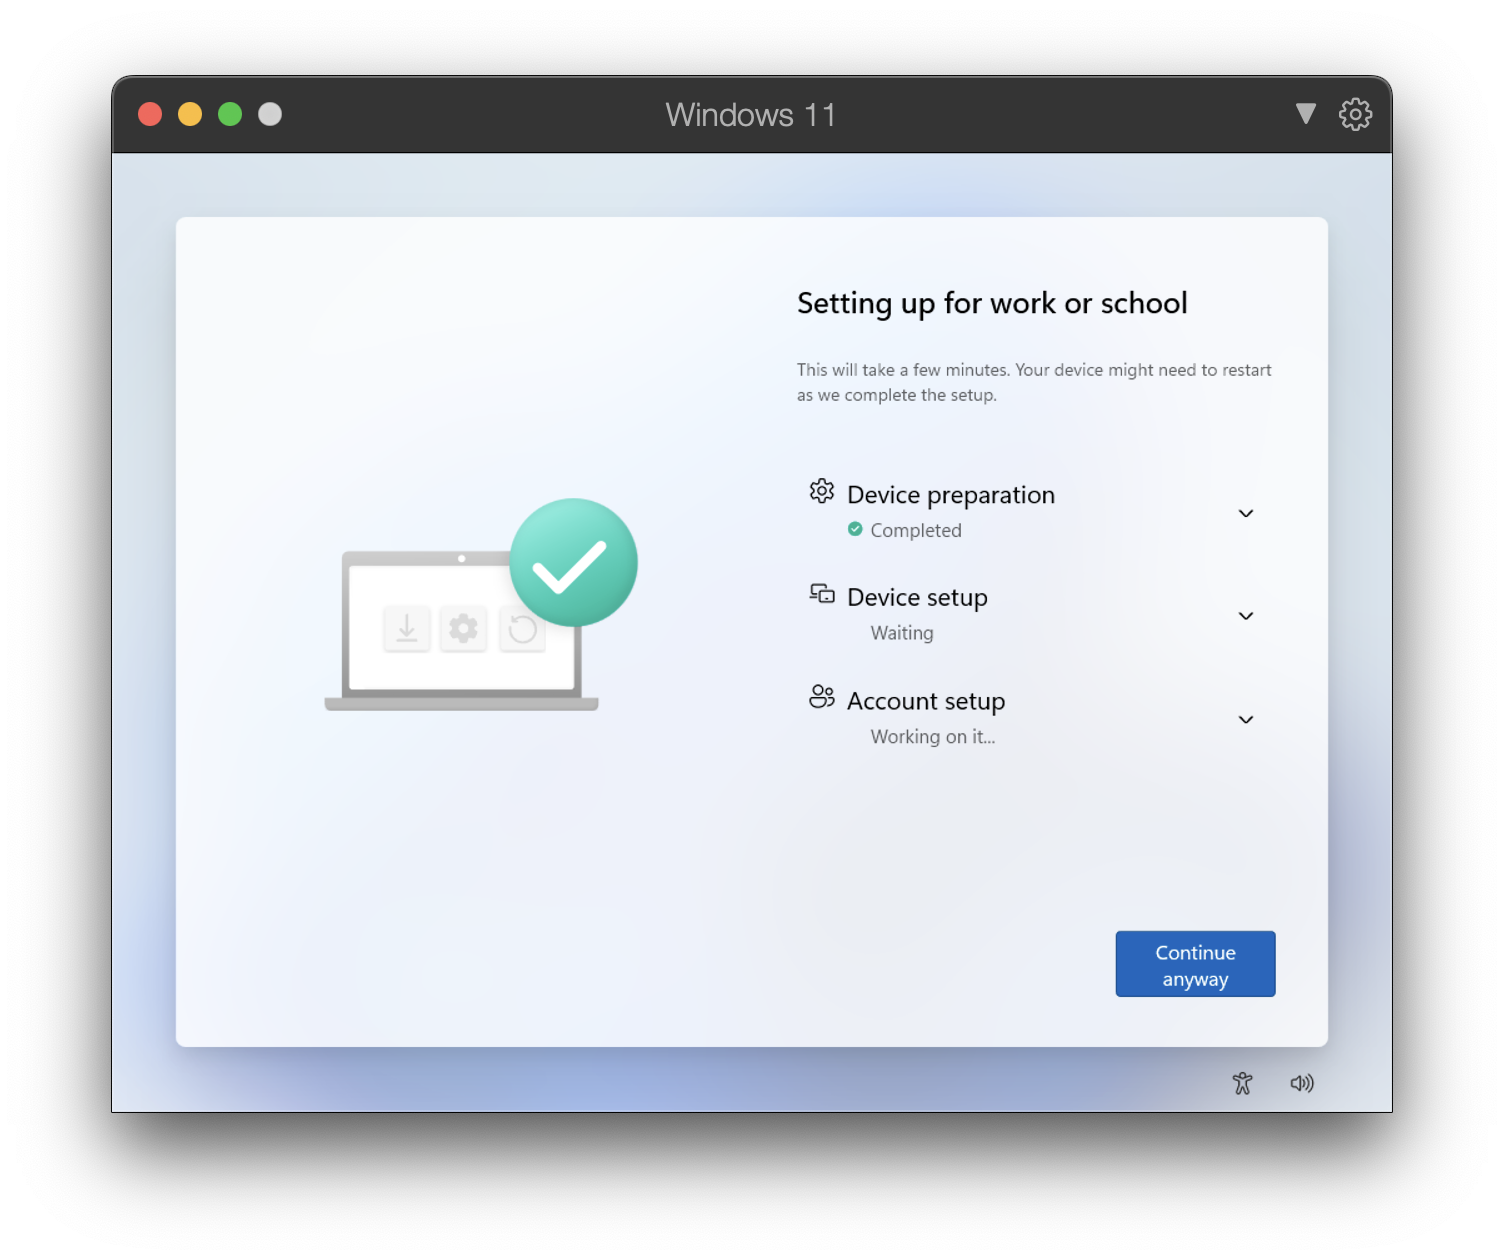 Windows 11
Setting up for work or school
This will take a few minutes. Your device might need to restart
as we complete the setup.
Device preparation
Completed
Device setup
Waiting
Account setup
Working on it...
Continue
anyway